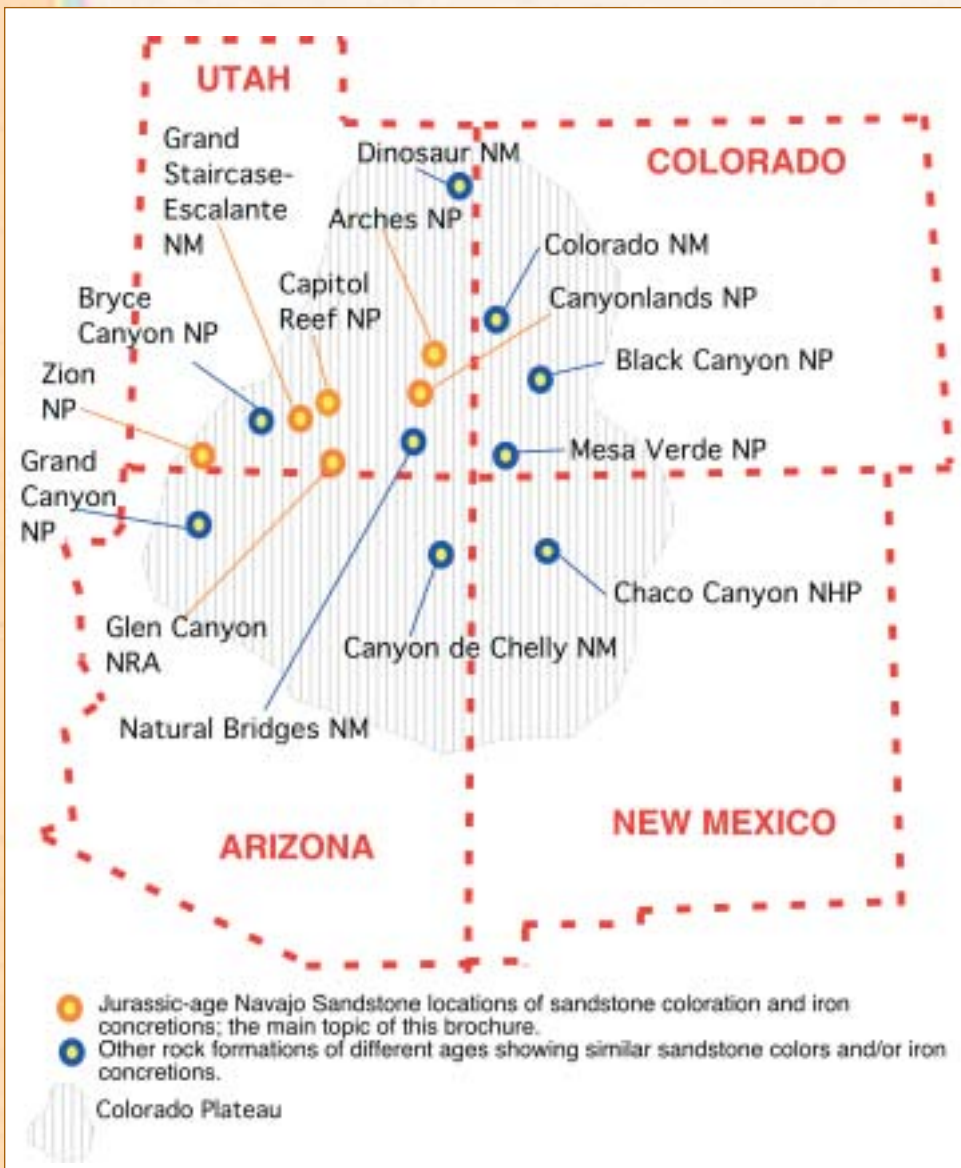 UTAH
Grand
Staircase-
Escalante
NM
Dinosaur NM
COLORADO
Arches NP
Colorado NM
Capitol
Reef NP
Canyonlands NP
Bryce
Canyon NP
Black Canyon NP
Zion
NP
Mesa Verde NP
Grand
Canyon
NP
Chaco Canyon NHP
Glen Canyon
NRA
Canyon de Chelly NM
Natural Bridges NM
ARIZONA
NEW MEXICO
Jurassic-age Navajo Sandstone locations of sandstone coloration and iron
concretions; the main topic of this brochure.
Other rock formations of different ages showing similar sandstone colors and/or iron
concretions.
Colorado Plateau